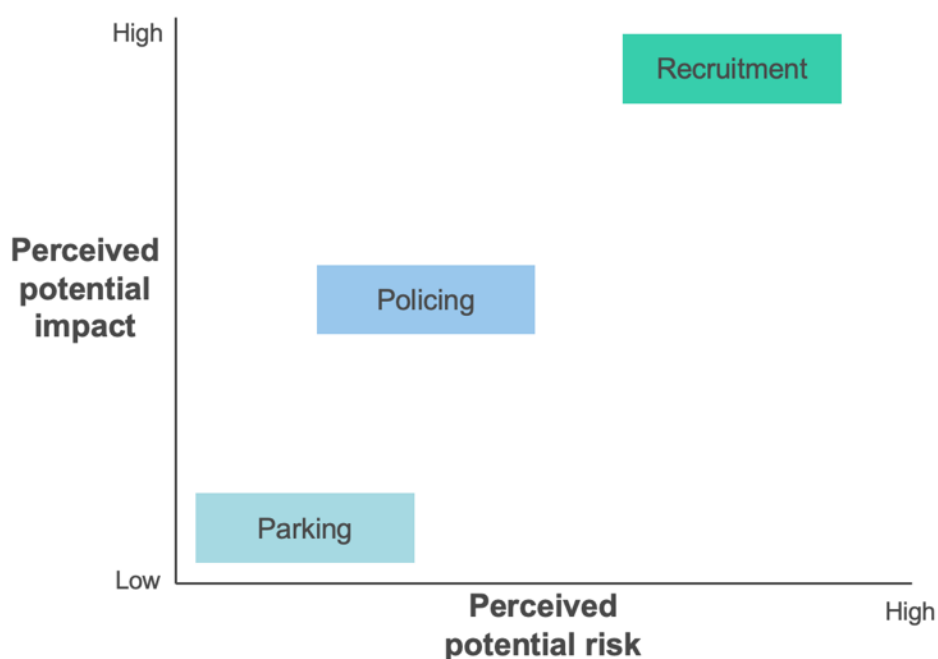 High
Recruitment
Perceived
potential
impact
Policing
Parking
Low
Perceived
potential risk
High